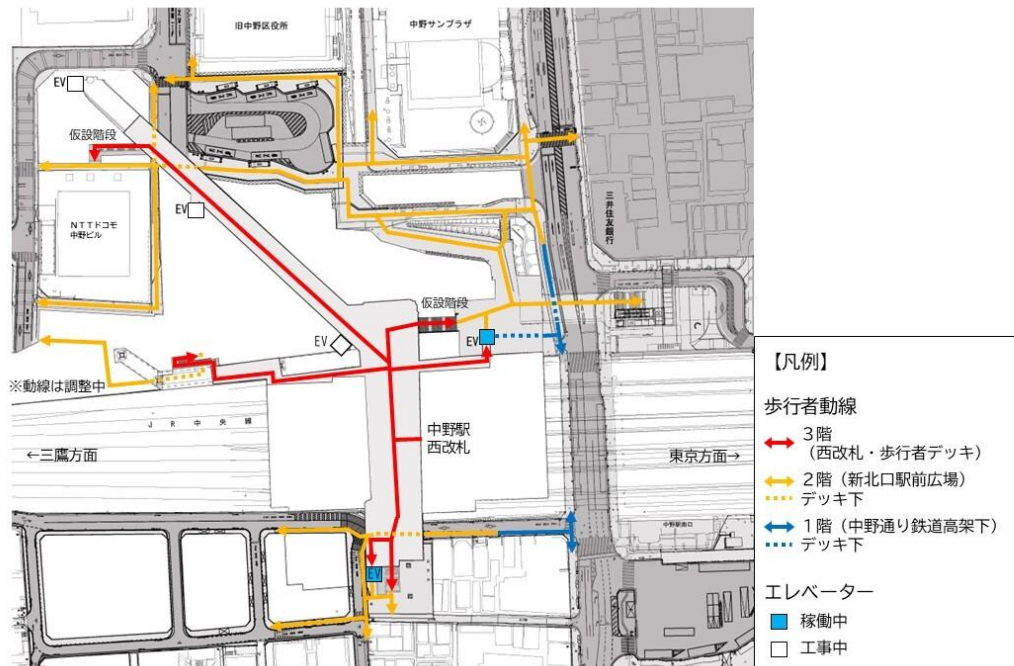 旧中野区役所
中野サンプラザ
EV
仮設階段
EV
NTTドコモ
中野ビル
三井住友銀行
仮設階段
EV
EV
※動線は調整中
JR中央線
中野駅
西改札
←三鷹方面
東京方面→
中野駅南口
EV
【凡例】
歩行者動線
3階
(西改札・歩行者デッキ)
2階(新北口駅前広場)
デッキ下
1階(中野通り鉄道高架下)
デッキ下
エレベーター
稼働中
工事中